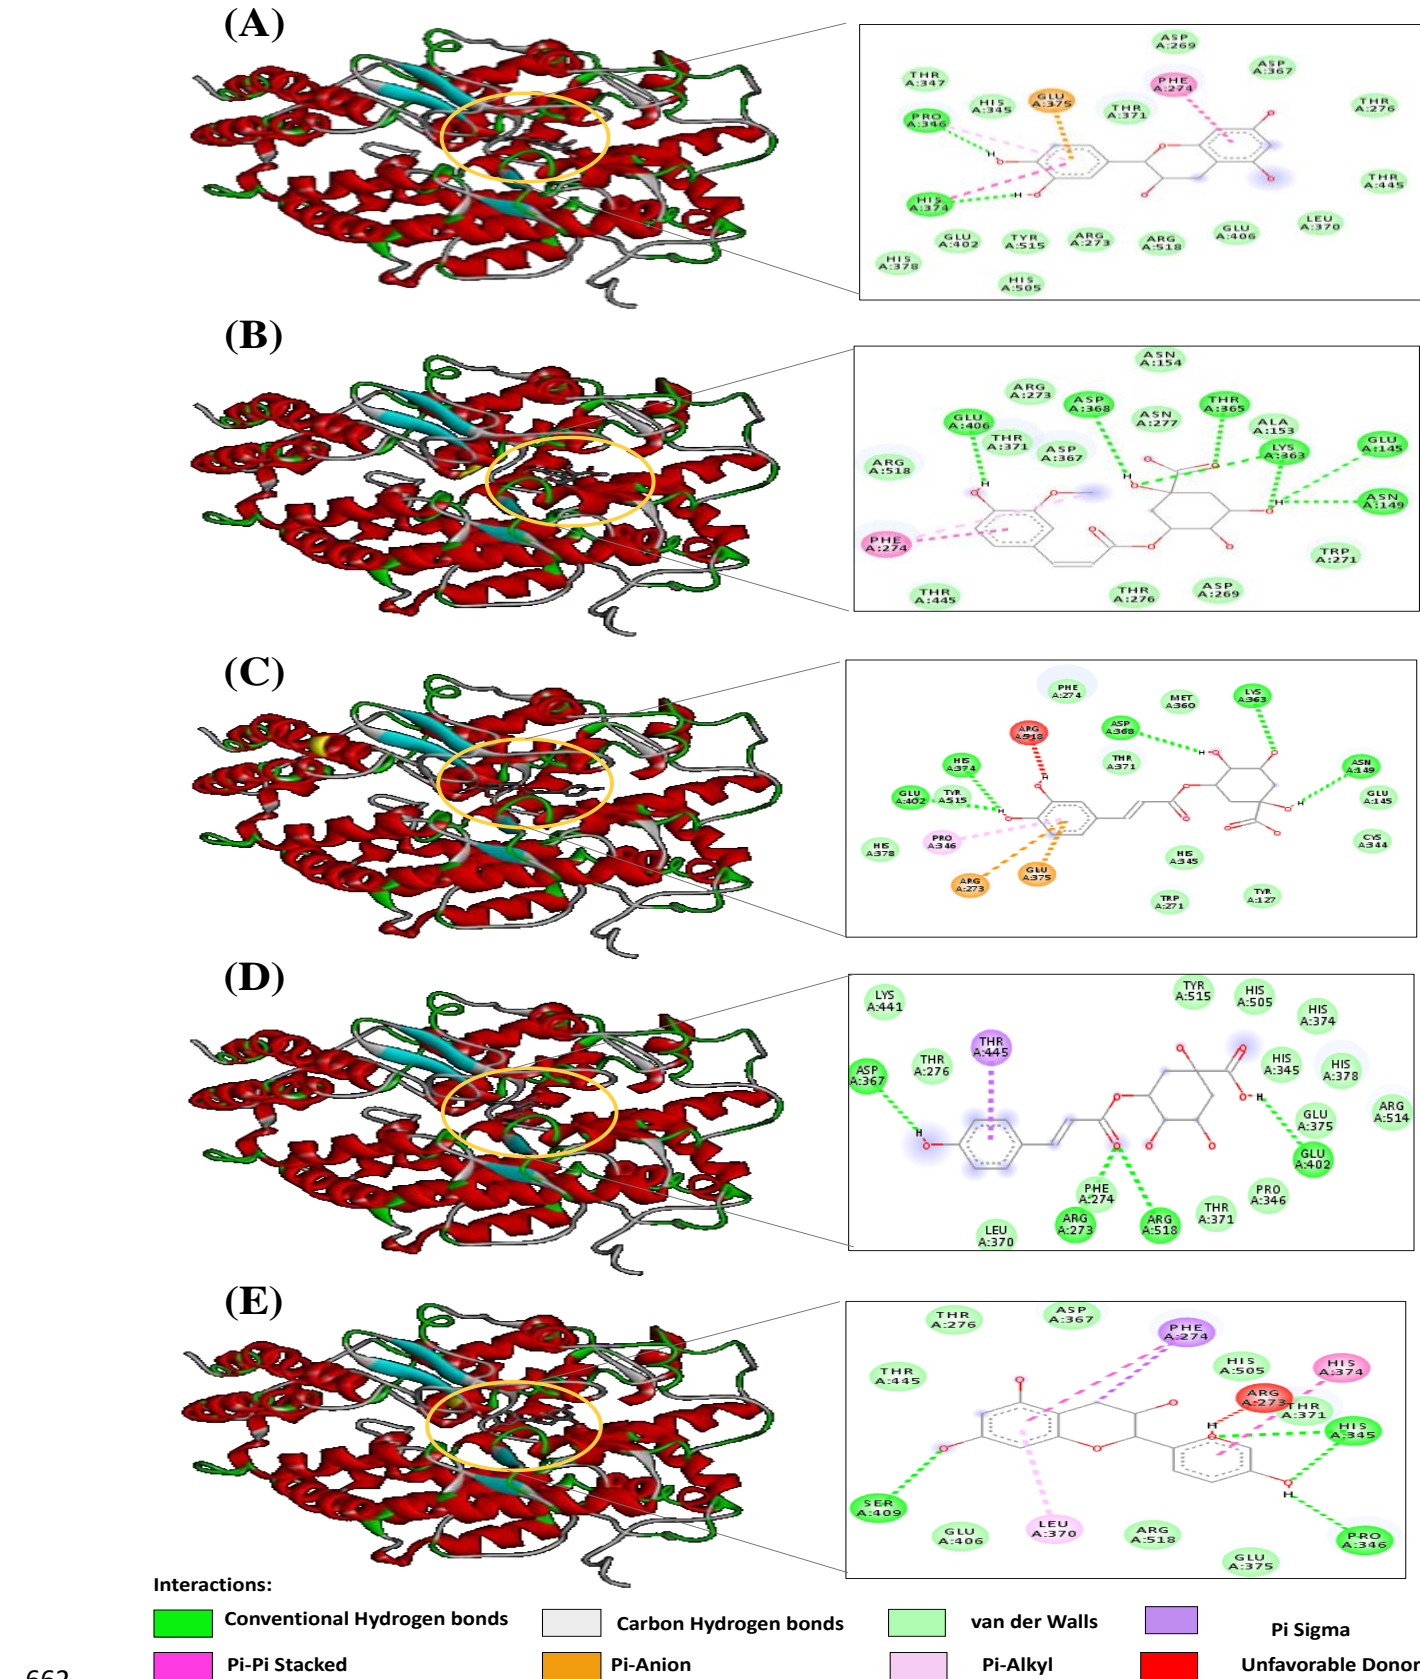 (A)
ASP
A:269
ASP
A:367
THR
A:347
PHE
A:274
GLU
A:375
HIS
A:345
THR
A:371
THR
A:276
PRO
A:346
H
O
O
O
H
O
HIS
A:374
O
O
THR
A:445
LEU
A:370
GLU
A:402
TYR
A:515
ARG
A:273
ARG
A:518
GLU
A:406
HIS
A:378
HIS
A:505
(B)
ASN
A:154
ARG
A:273
ASP
A:368
THR
A:365
GLU
A:406
THR
A:371
ASP
A:367
ASN
A:277
ALA
A:153
LYS
A:363
GLU
A:145
ARG
A:518
ASN
A:149
PHE
A:274
TRP
A:271
THR
A:445
THR
A:276
ASP
A:269
(C)
PHE
A:274
MET
A:360
LYS
A:363
ARG
A:518
ASP
A:368
HIS
A:374
THR
A:371
ASN
A:149
GLU
A:402
TYR
A:515
GLU
A:145
HIS
A:378
PRO
A:346
HIS
A:345
CYS
A:344
ARG
A:273
GLU
A:375
TRP
A:271
TYR
A:127
(D)
LYS
A:441
TYR
A:515
HIS
A:505
HIS
A:374
THR
A:445
ASP
A:367
THR
A:276
HIS
A:345
HIS
A:378
GLU
A:375
ARG
A:514
GLU
A:402
PHE
A:274
PRO
A:346
ARG
A:273
ARG
A:518
THR
A:371
LEU
A:370
(E)
THR
A:276
ASP
A:367
PHE
A:274
THR
A:445
HIS
A:505
HIS
A:374
ARG
A:273
THR
A:371
HIS
A:345
SER
A:409
GLU
A:406
LEU
A:370
ARG
A:518
GLU
A:375
PRO
A:346
Interactions:
Conventional Hydrogen bonds
Carbon Hydrogen bonds
van der Walls
Pi Sigma
Pi-Pi Stacked
Pi-Anion
Pi-Alkyl
Unfavorable Donor
662